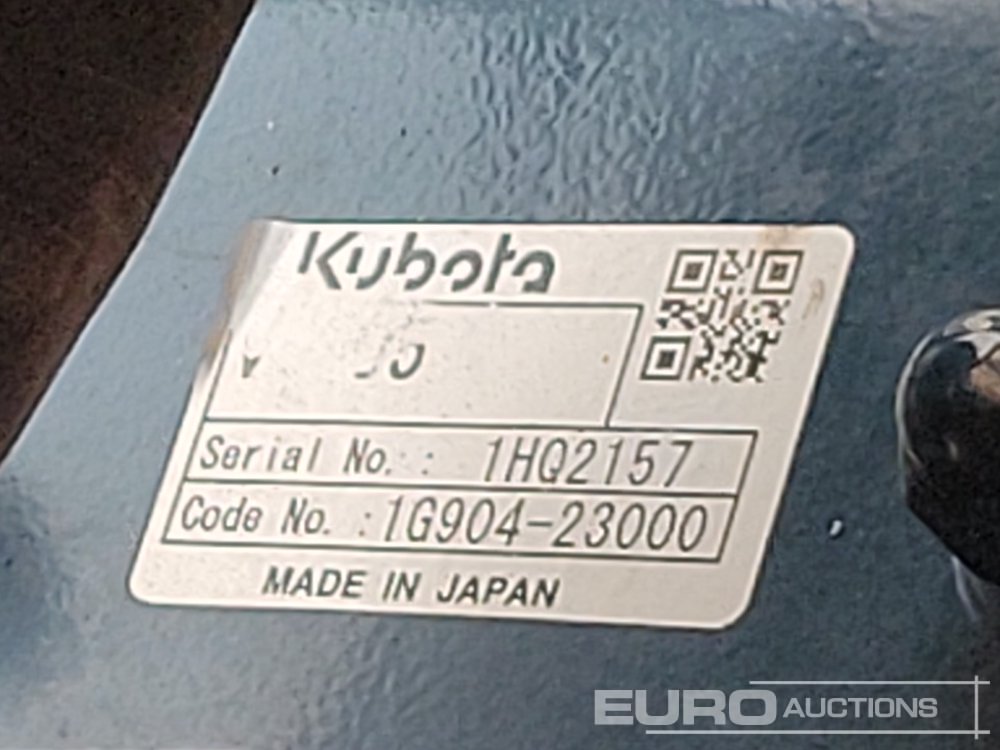 Kubota
Serial No. : 1HQ2157
Code No. : 1G904-23000
MADE IN JAPAN
EURO AUCTIONS